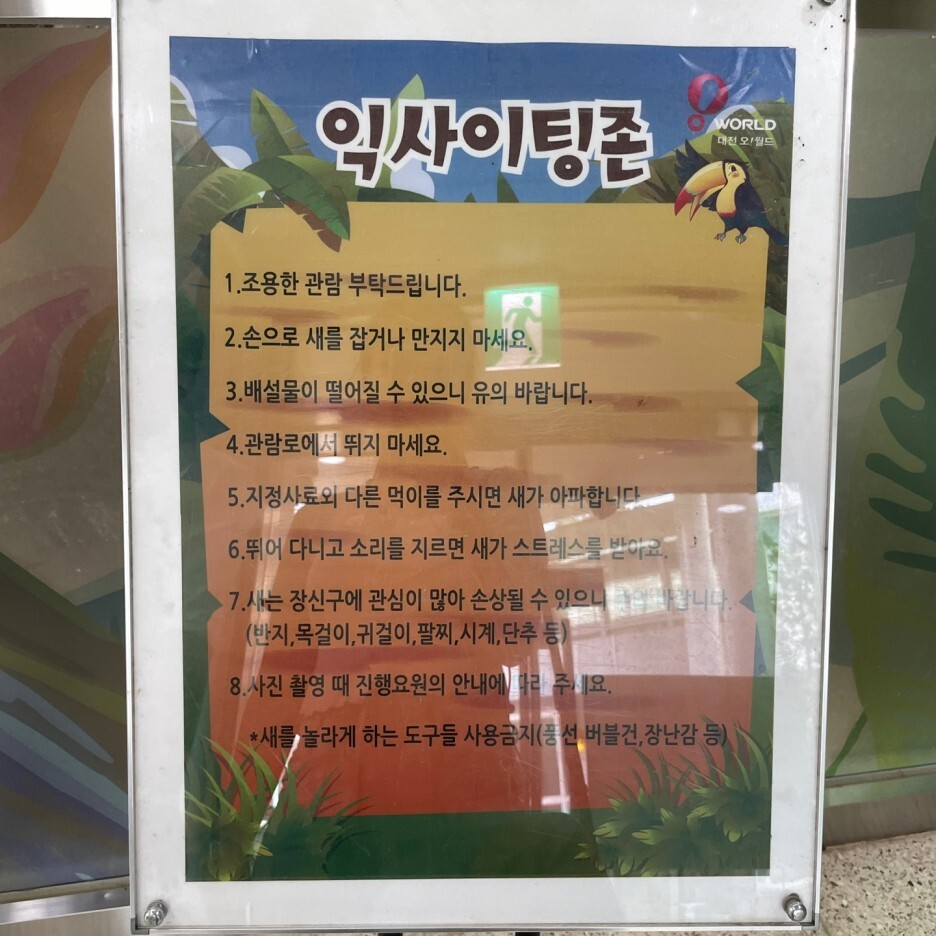 익사이팅존
WORLD
대전 오!월드
1.조용한 관람 부탁드립니다.
2.손으로 새를 잡거나 만지지 마세요.
3.배설물이 떨어질 수 있으니 유의 바랍니다.
4.관람로에서 뛰지 마세요.
5.지정사료외 다른 먹이를 주시면 새가 아파합니다.
6.뛰어 다니고 소리를 지르면 새가 스트레스를 받아요.
7.새는 장신구에 관심이 많아 손상될 수 있으니 바랍니다.
(반지,목걸이,귀걸이,팔찌,시계,단추 등)
8.사진 촬영 때 진행요원의 안내에 따라 주세요.
*새를 놀라게 하는 도구들 사용금지(풍선,버블건,장난감 등)